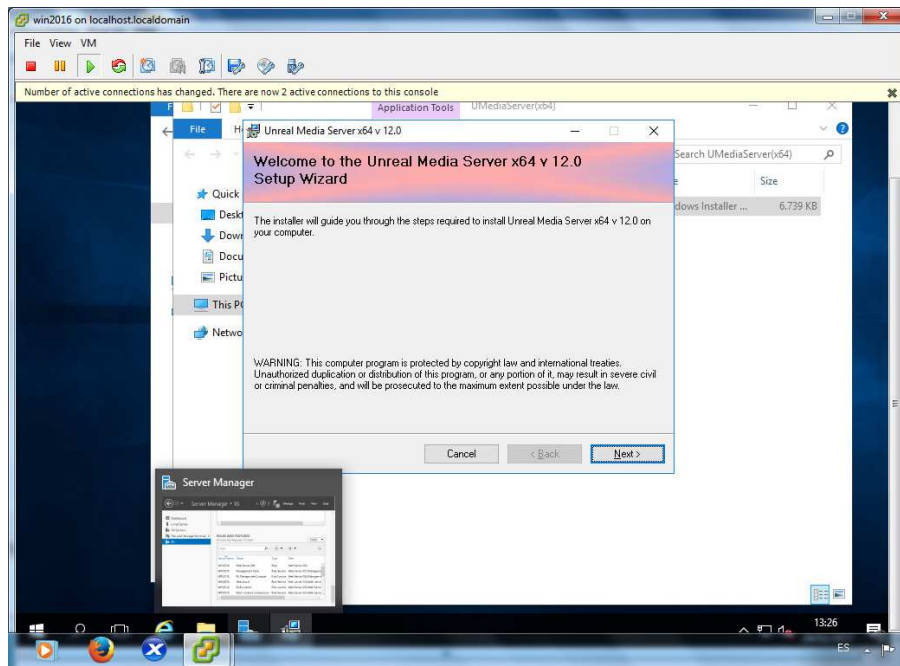 win2016 on localhost.localdomain
File View VM
Number of active connections has changed. There are now 2 active connections to this console
Application Tools UMediaServer(x64)
File
Unreal Media Server x64 v 12.0
Search UMediaServer(x64)
Welcome to the Unreal Media Server x64 v 12.0
Setup Wizard
Size
Quick
The installer will guide you through the steps required to install Unreal Media Server x64 v 12.0 on
your computer.
dows Installer ... 6.739 KB
Deskt
Down
Docu
Pictu
This PC
Netwo
WARNING: This computer program is protected by copyright law and international treaties.
Unauthorized duplication or distribution of this program, or any portion of it, may result in severe civil
or criminal penalties, and will be prosecuted to the maximum extent possible under the law.
Cancel < Back Next >
Server Manager
Server Manager • IIS
13:26
ES